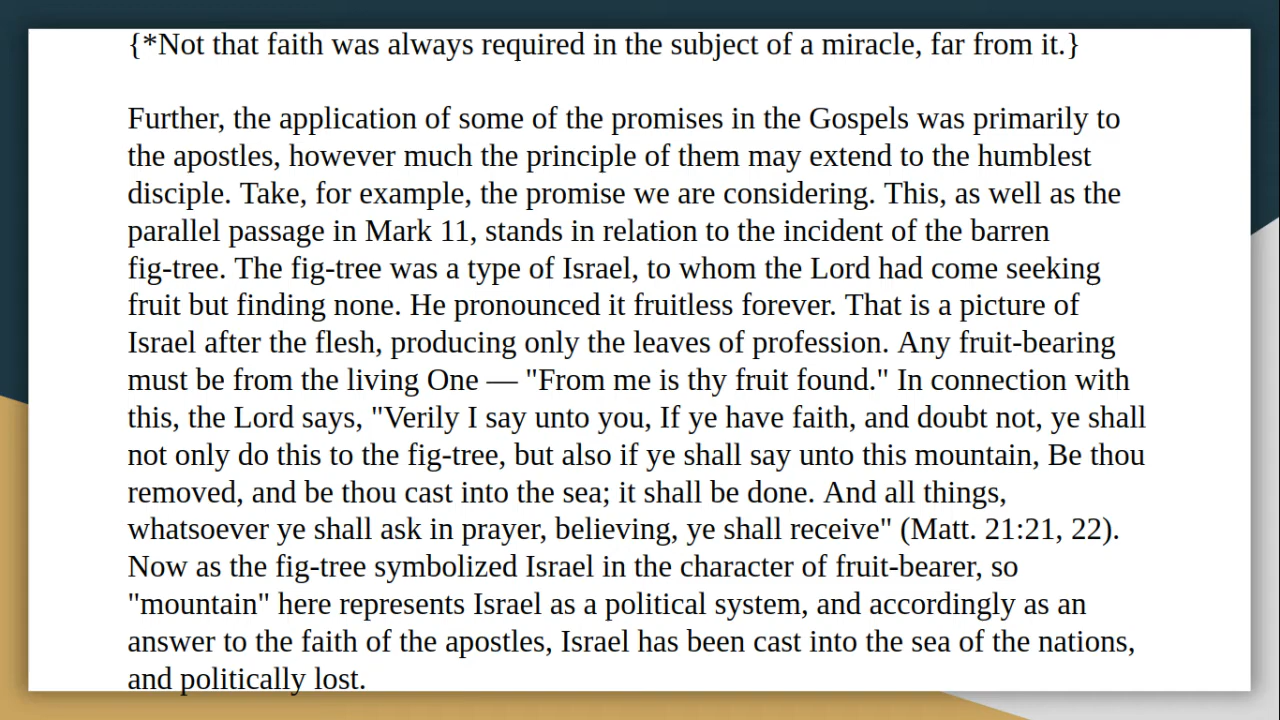 {*Not that faith was always required in the subject of a miracle, far from it.}
Further, the application of some of the promises in the Gospels was primarily to
the apostles, however much the principle of them may extend to the humblest
disciple. Take, for example, the promise we are considering. This, as well as the
parallel passage in Mark 11, stands in relation to the incident of the barren
fig-tree. The fig-tree was a type of Israel, to whom the Lord had come seeking
fruit but finding none. He pronounced it fruitless forever. That is a picture of
Israel after the flesh, producing only the leaves of profession. Any fruit-bearing
must be from the living One — "From me is thy fruit found." In connection with
this, the Lord says, "Verily I say unto you, If ye have faith, and doubt not, ye shall
not only do this to the fig-tree, but also if ye shall say unto this mountain, Be thou
removed, and be thou cast into the sea; it shall be done. And all things,
whatsoever ye shall ask in prayer, believing, ye shall receive" (Matt. 21:21, 22).
Now as the fig-tree symbolized Israel in the character of fruit-bearer, so
"mountain" here represents Israel as a political system, and accordingly as an
answer to the faith of the apostles, Israel has been cast into the sea of the nations,
and politically lost.